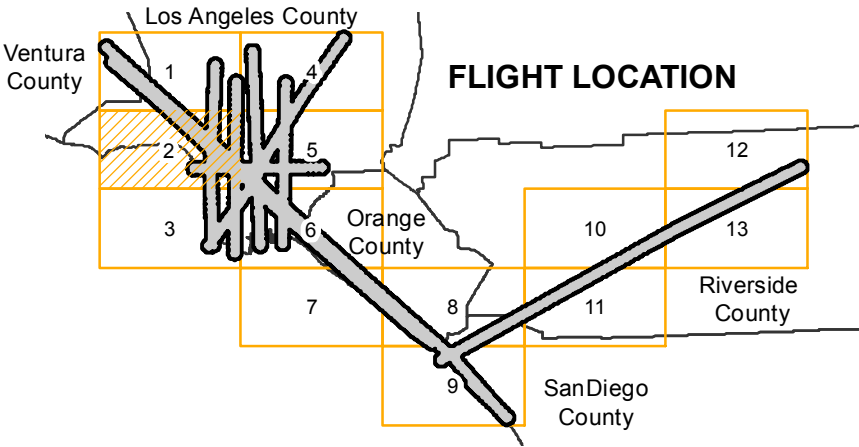 Los Angeles County
Ventura
County
1
4
FLIGHT LOCATION
2
5
12
3
6
Orange
County
10
13
7
8
11
Riverside
County
9
SanDiego
County